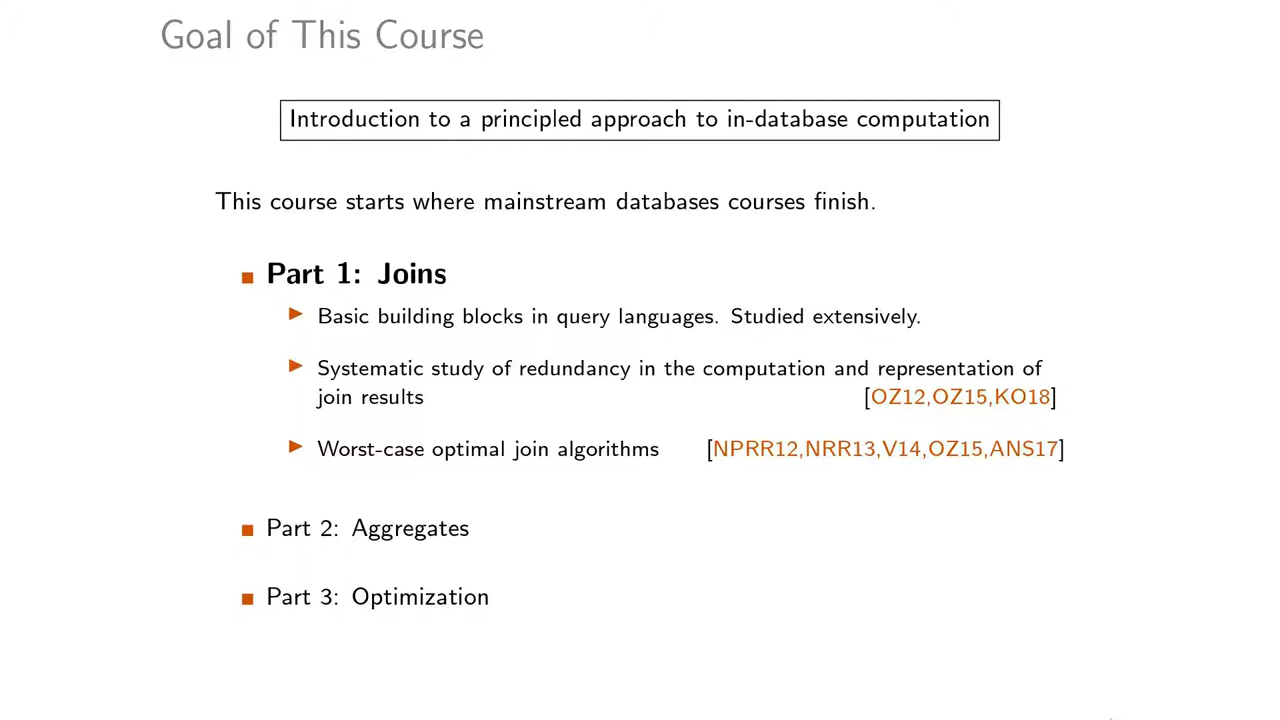 Goal of This Course
Introduction to a principled approach to in-database computation
This course starts where mainstream databases courses finish.
Part 1: Joins
Basic building blocks in query languages. Studied extensively.
Systematic study of redundancy in the computation and representation of
join results [OZ12,OZ15,KO18]
Worst-case optimal join algorithms [NPRR12,NRR13,V14,OZ15,ANS17]
Part 2: Aggregates
Part 3: Optimization